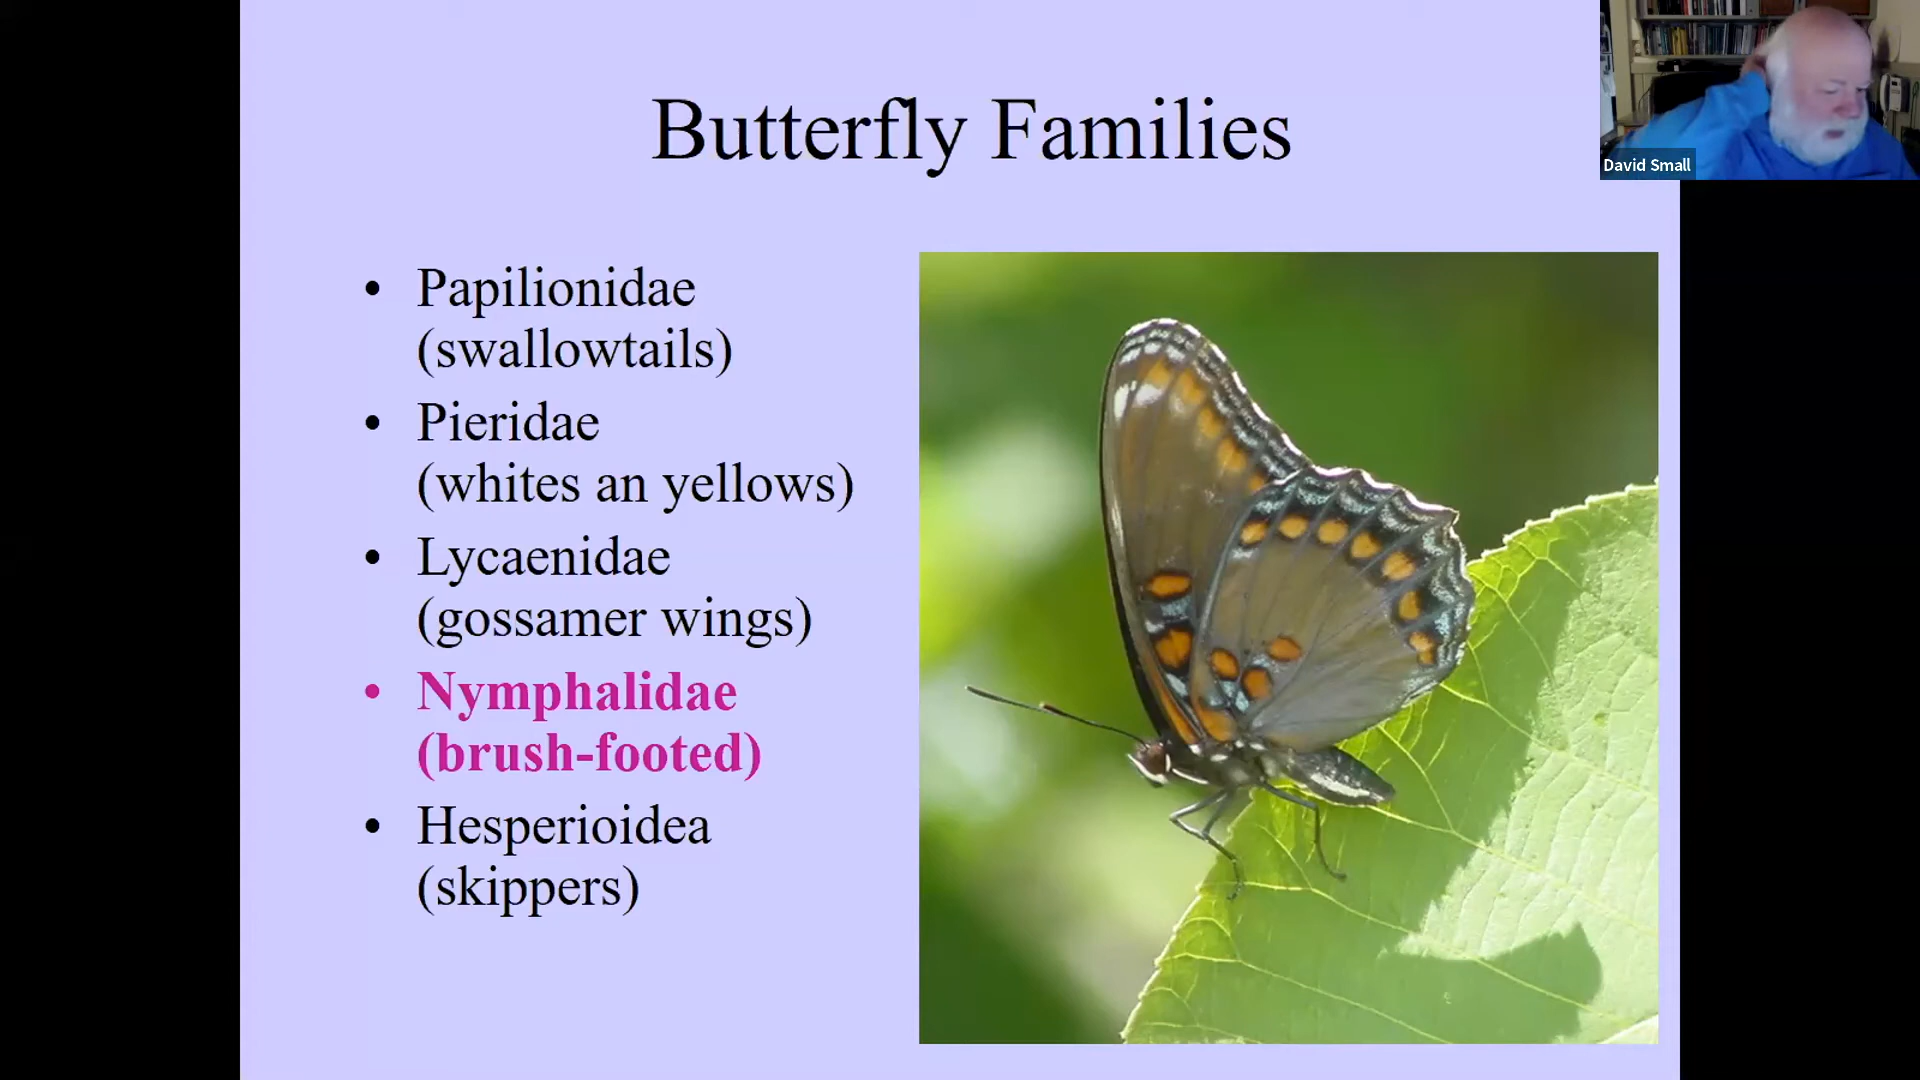 Butterfly Families
David Small
• Papilionidae
(swallowtails)
• Pieridae
(whites an yellows)
• Lycaenidae
(gossamer wings)
• Nymphalidae
(brush-footed)
• Hesperioidea
(skippers)